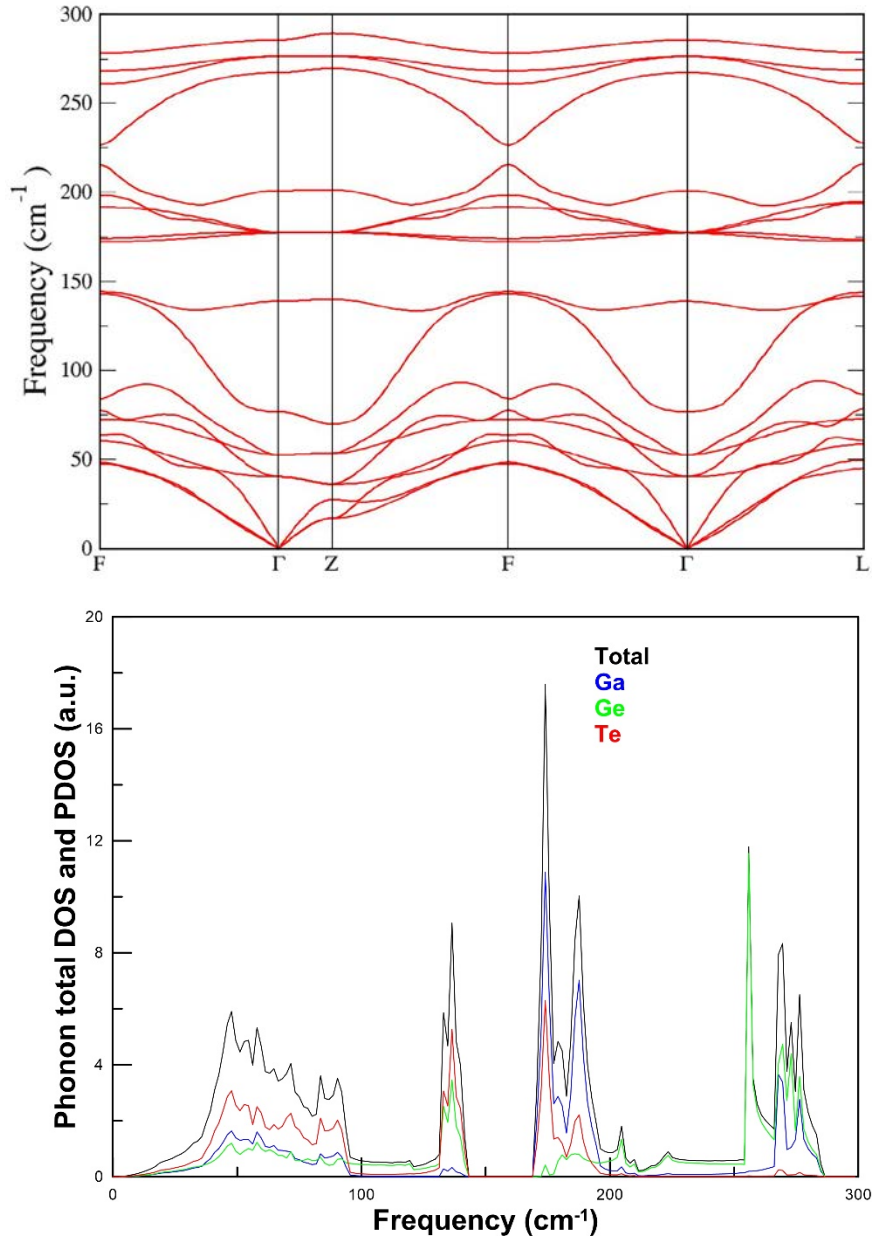 300
250
200
150
100
50
0
Frequency (cm⁻¹)
F Γ Z F Γ L
20
16
12
8
4
0
Phonon total DOS and PDOS (a.u.)
Total
Ga
Ge
Te
0 100 200 300
Frequency (cm⁻¹)